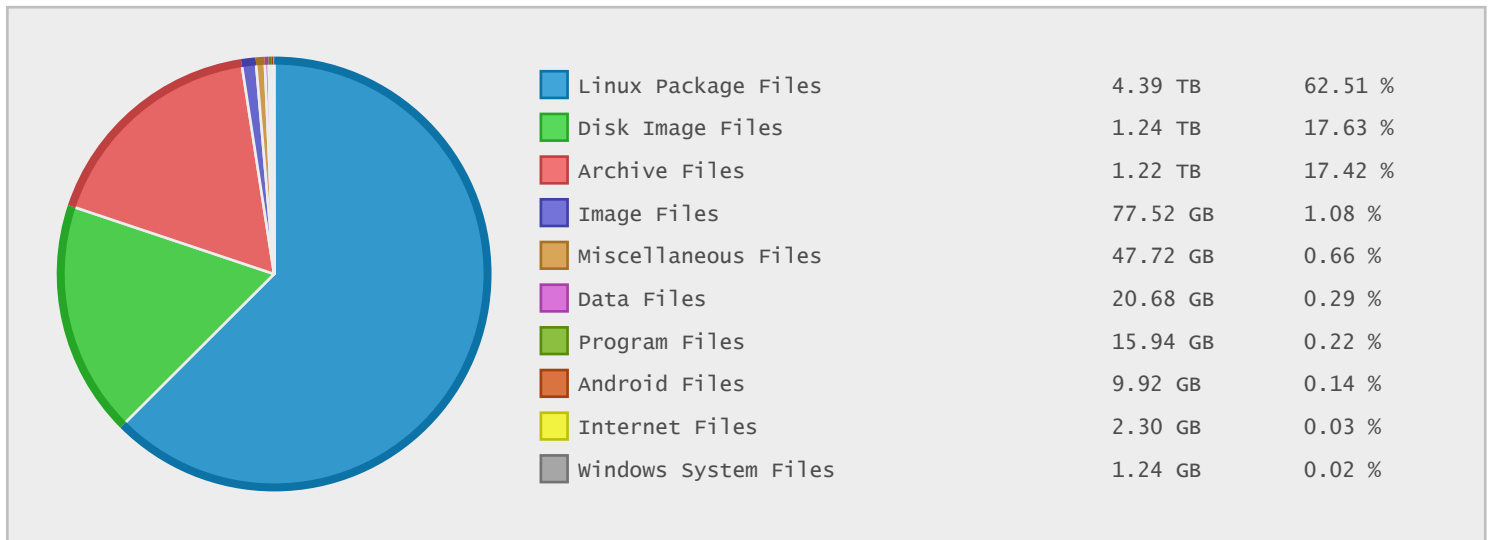 Linux Package Files 4.39 TB 62.51 %
Disk Image Files 1.24 TB 17.63 %
Archive Files 1.22 TB 17.42 %
Image Files 77.52 GB 1.08 %
Miscellaneous Files 47.72 GB 0.66 %
Data Files 20.68 GB 0.29 %
Program Files 15.94 GB 0.22 %
Android Files 9.92 GB 0.14 %
Internet Files 2.30 GB 0.03 %
Windows System Files 1.24 GB 0.02 %